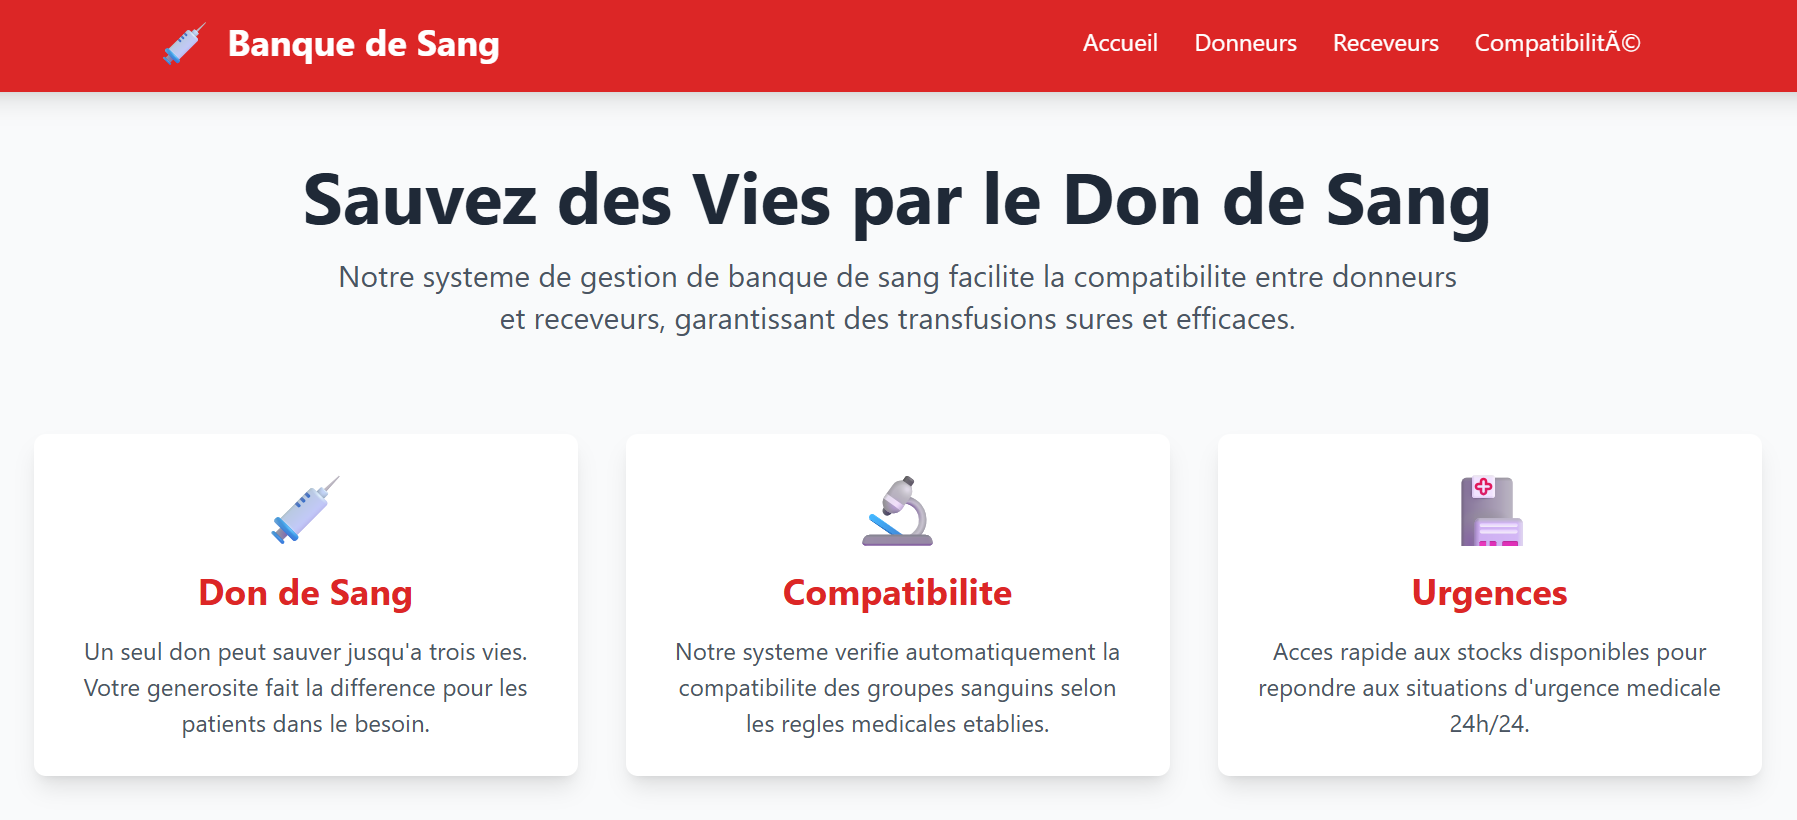 Banque de Sang
Accueil Donneurs Receveurs CompatibilitÃ©
Sauvez des Vies par le Don de Sang
Notre systeme de gestion de banque de sang facilite la compatibilite entre donneurs
et receveurs, garantissant des transfusions sures et efficaces.
Don de Sang
Un seul don peut sauver jusqu'a trois vies.
Votre generosite fait la difference pour les
patients dans le besoin.
Compatibilite
Notre systeme verifie automatiquement la
compatibilite des groupes sanguins selon
les regles medicales etablies.
Urgences
Acces rapide aux stocks disponibles pour
repondre aux situations d'urgence medicale
24h/24.